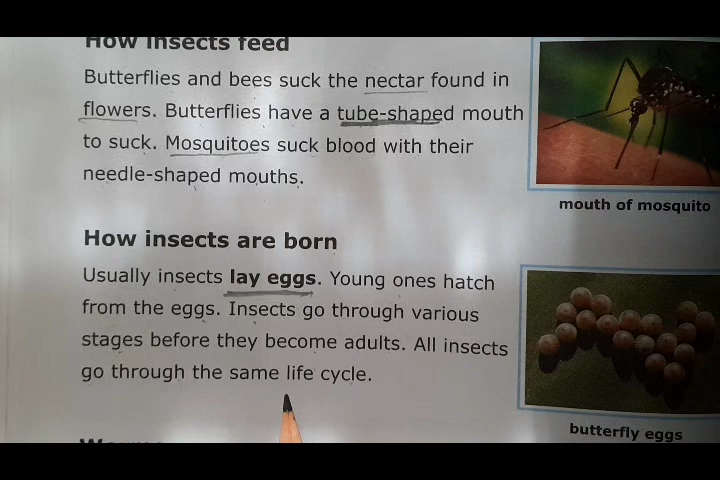 How insects feed
Butterflies and bees suck the nectar found in
flowers. Butterflies have a tube-shaped mouth
to suck. Mosquitoes suck blood with their
needle-shaped mouths.
mouth of mosquito
How insects are born
Usually insects lay eggs. Young ones hatch
from the eggs. Insects go through various
stages before they become adults. All insects
go through the same life cycle.
butterfly eggs